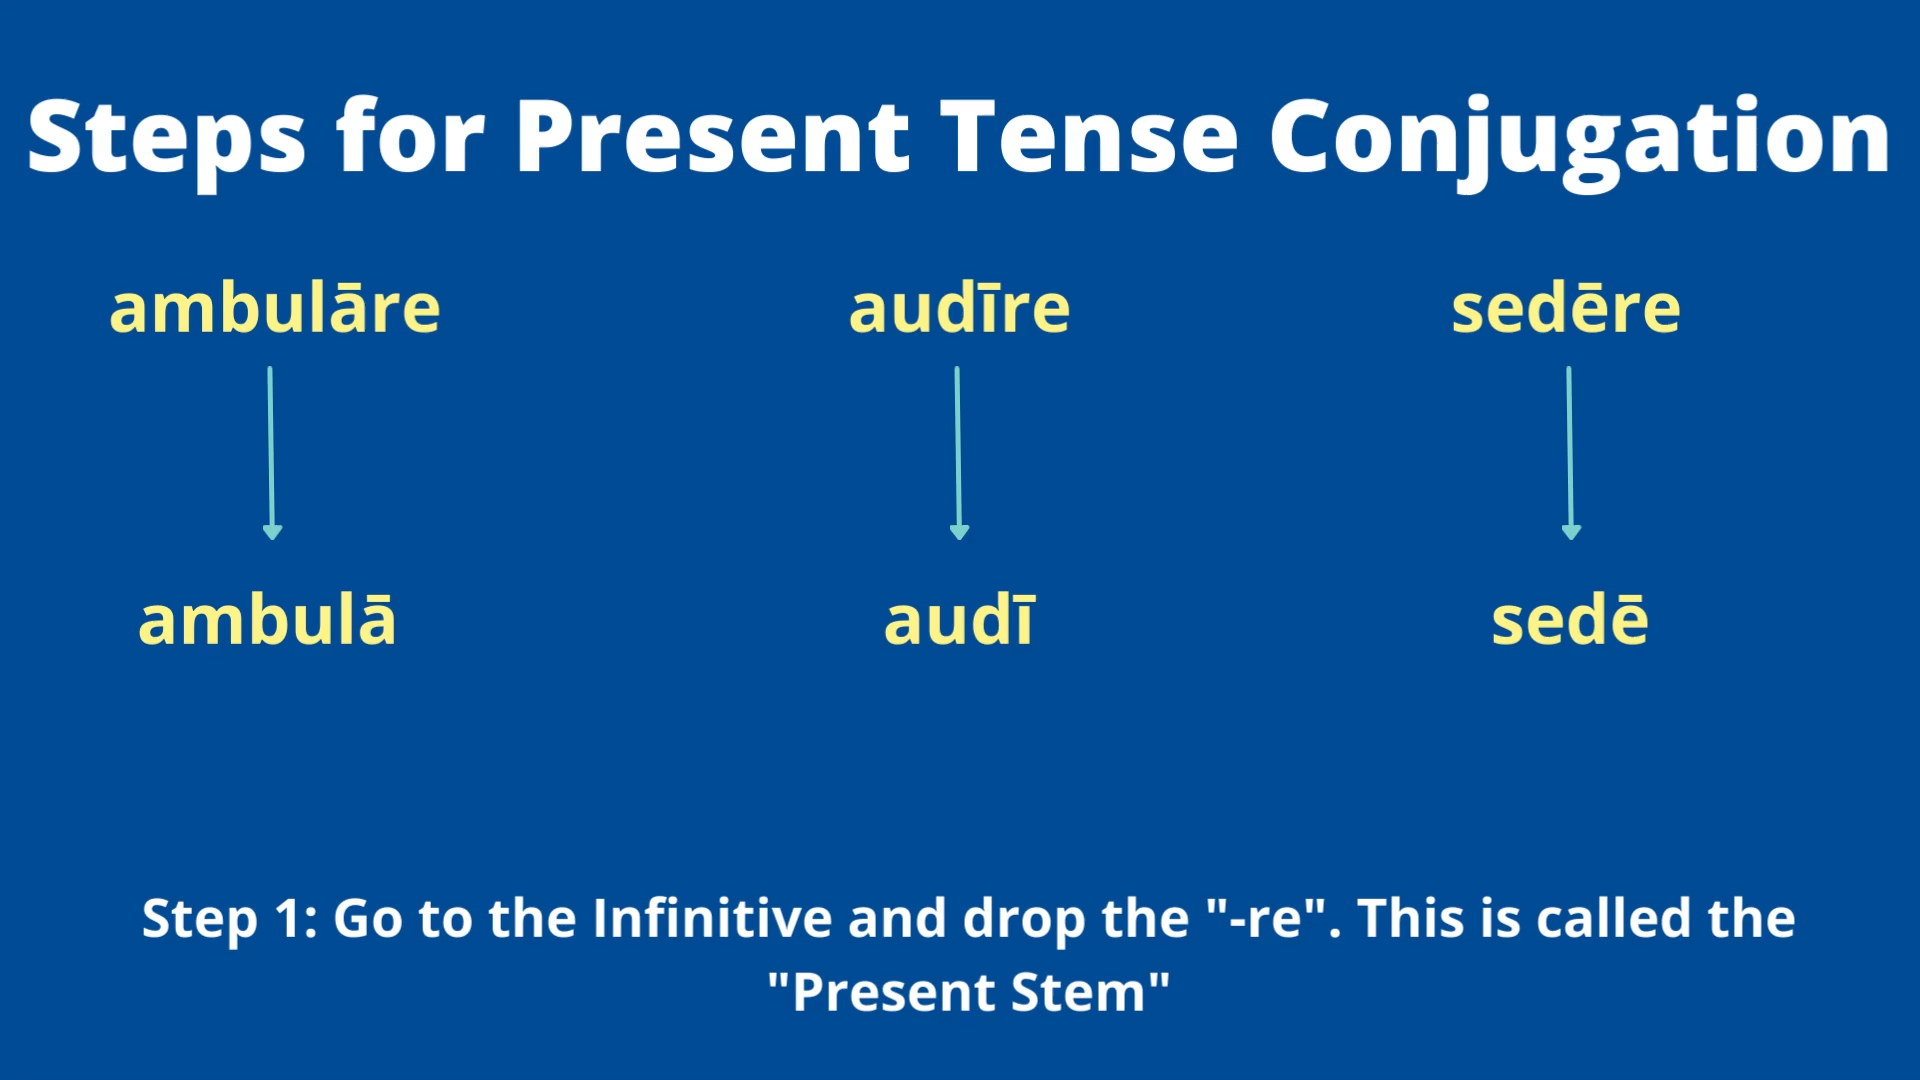 Steps for Present Tense Conjugation
ambulāre audīre sedēre
ambulā audī sedē
Step 1: Go to the Infinitive and drop the "-re". This is called the
"Present Stem"